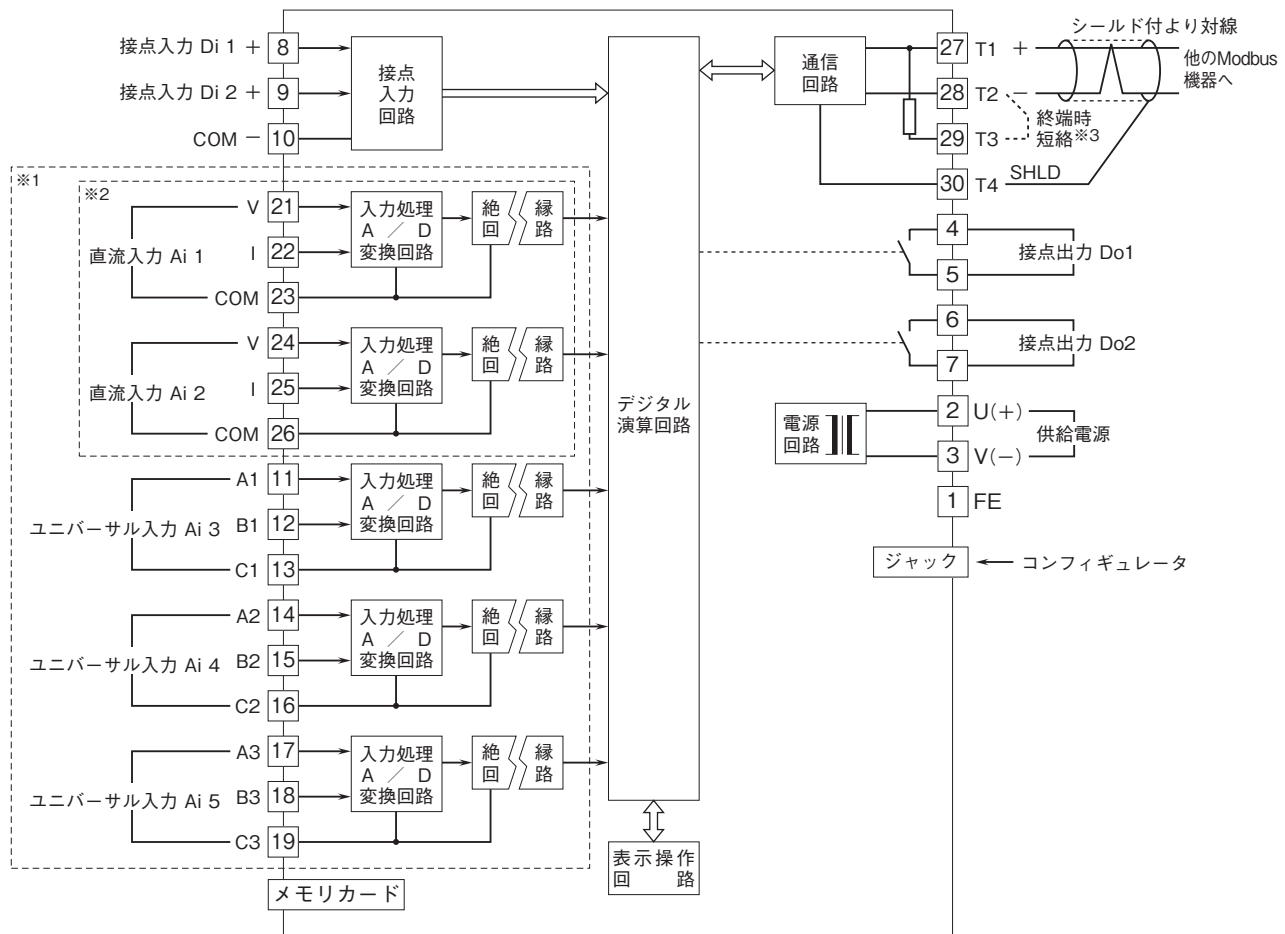 接点入力 Di 1 +
8
接点入力 Di 2 +
9
COM −
10
接点
入力
回路
※1
※2
直流入力 Ai 1
V
21
I
22
COM
23
入力処理
A ／ D
変換回路
絶
回
縁
路
直流入力 Ai 2
V
24
I
25
COM
26
入力処理
A ／ D
変換回路
絶
回
縁
路
ユニバーサル入力 Ai 3
A1
11
B1
12
C1
13
入力処理
A ／ D
変換回路
絶
回
縁
路
ユニバーサル入力 Ai 4
A2
14
B2
15
C2
16
入力処理
A ／ D
変換回路
絶
回
縁
路
ユニバーサル入力 Ai 5
A3
17
B3
18
C3
19
入力処理
A ／ D
変換回路
絶
回
縁
路
メモリカード
デジタル
演算回路
表示操作
回 路
通信
回路
27
T1 +
28
T2 −
29
T3
30
T4
SHLD
シールド付より対線
他のModbus
機器へ
終端時
短絡※3
4
5
接点出力 Do1
6
7
接点出力 Do2
電源
回路
2
U(+)
3
V(−)
供給電源
1
FE
ジャック
コンフィギュレータ